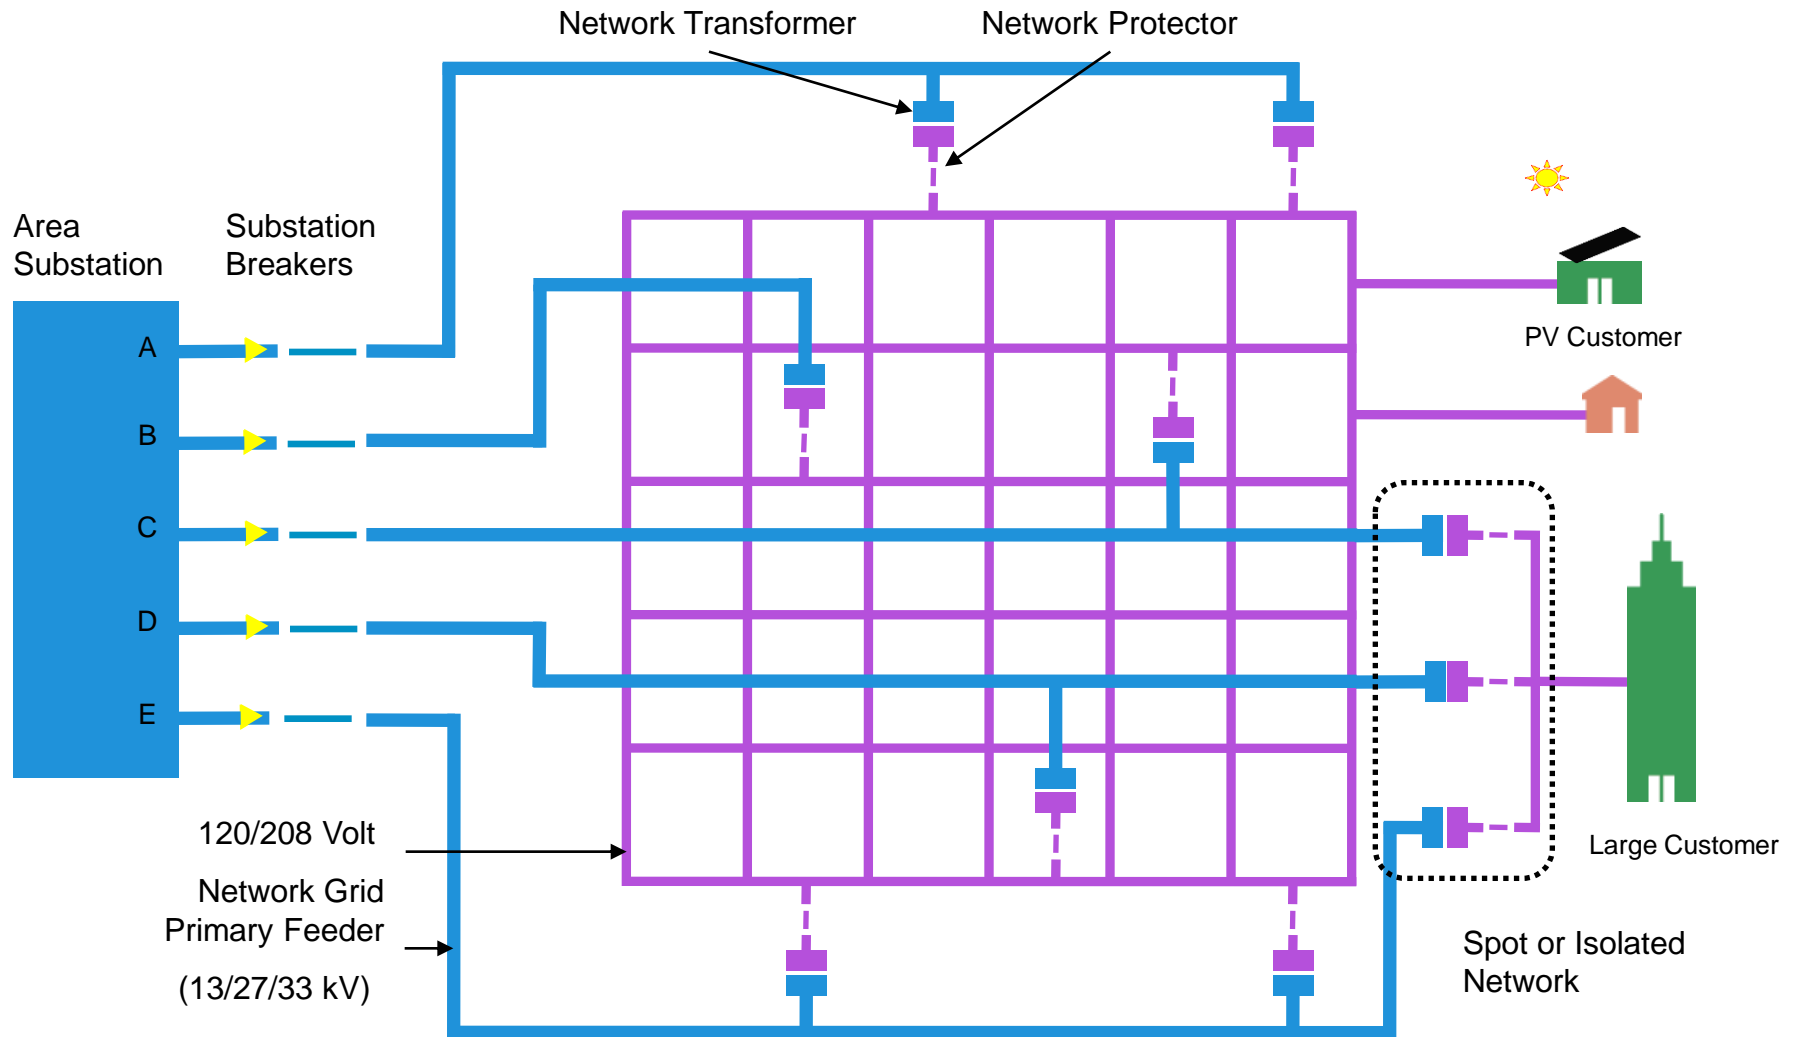 Network Transformer
Network Protector
Area
Substation
Substation
Breakers
A
B
C
D
E
PV Customer
120/208 Volt
Network Grid
Primary Feeder
(13/27/33 kV)
Large Customer
Spot or Isolated
Network